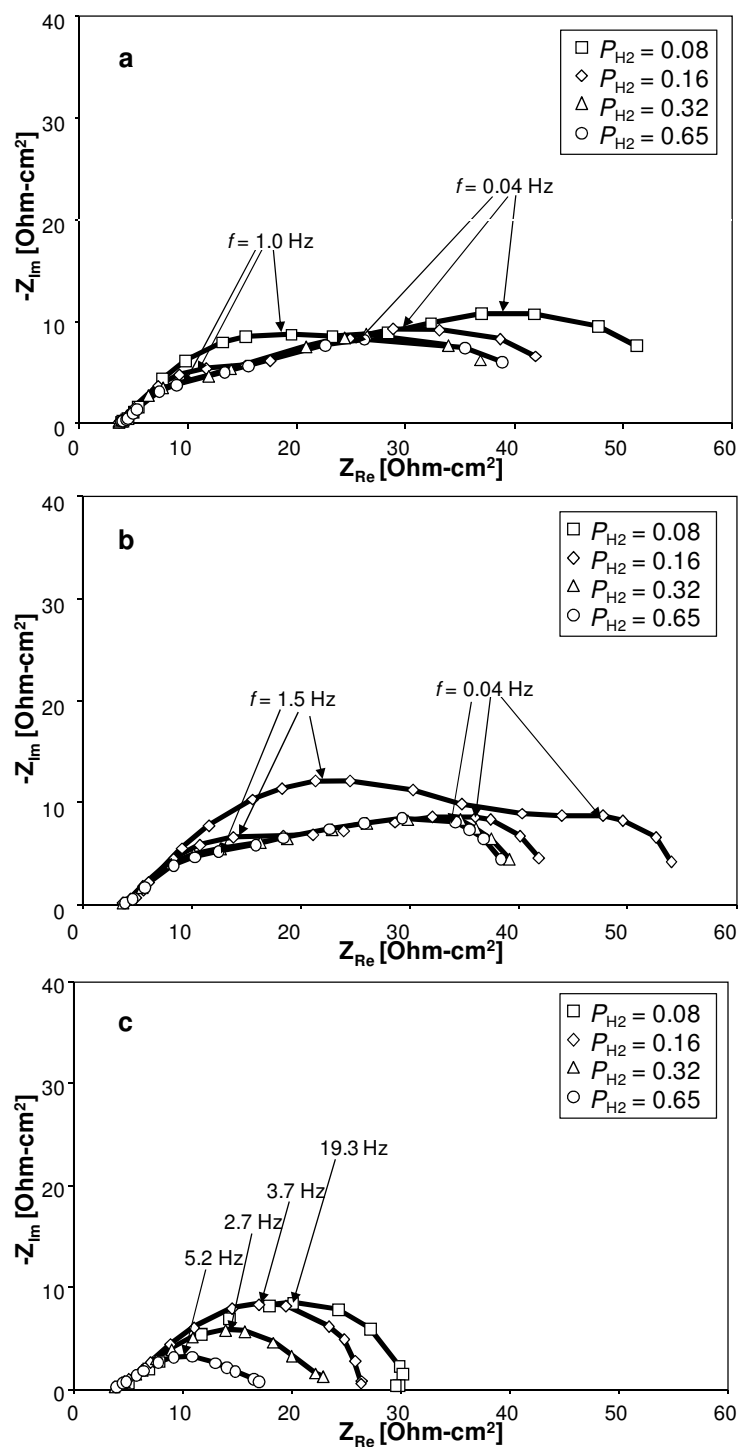 40
a
P_H2 = 0.08
P_H2 = 0.16
P_H2 = 0.32
P_H2 = 0.65
30
-Z_Im [Ohm-cm²]
f = 0.04 Hz
20
f = 1.0 Hz
10
0
0 10 20 30 40 50 60
Z_Re [Ohm-cm²]
40
b
P_H2 = 0.08
P_H2 = 0.16
P_H2 = 0.32
P_H2 = 0.65
30
-Z_Im [Ohm-cm²]
f = 0.04 Hz
f = 1.5 Hz
20
10
0
0 10 20 30 40 50 60
Z_Re [Ohm-cm²]
40
c
P_H2 = 0.08
P_H2 = 0.16
P_H2 = 0.32
P_H2 = 0.65
30
-Z_Im [Ohm-cm²]
19.3 Hz
20
3.7 Hz
2.7 Hz
5.2 Hz
10
0
0 10 20 30 40 50 60
Z_Re [Ohm-cm²]